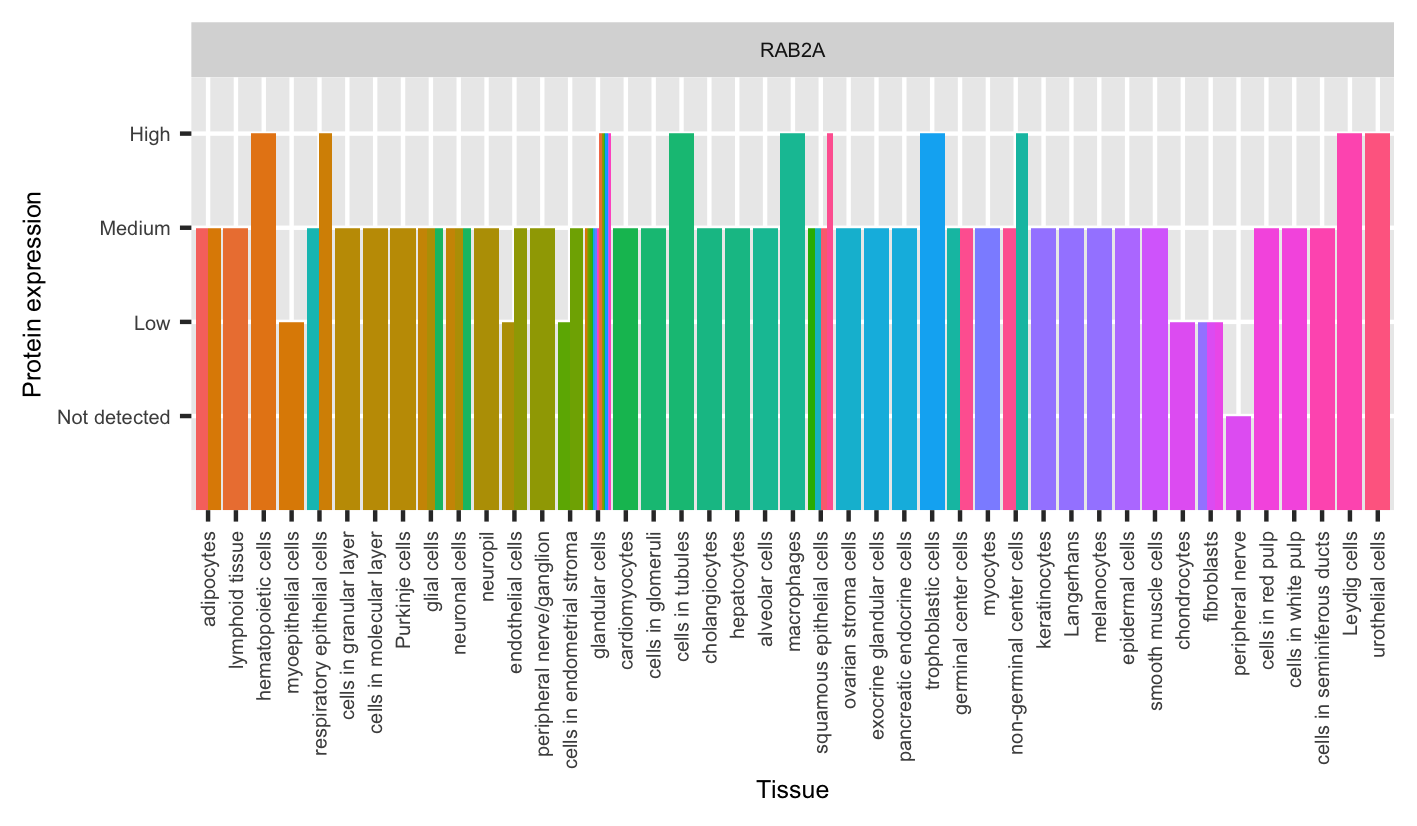 RAB2A
Protein expression
High
Medium
Low
Not detected
adipocytes
lymphoid tissue
hematopoietic cells
myoepithelial cells
respiratory epithelial cells
cells in granular layer
cells in molecular layer
Purkinje cells
glial cells
neuronal cells
neuropil
endothelial cells
peripheral nerve/ganglion
cells in endometrial stroma
glandular cells
cardiomyocytes
cells in glomeruli
cells in tubules
cholangiocytes
hepatocytes
alveolar cells
macrophages
squamous epithelial cells
ovarian stroma cells
exocrine glandular cells
pancreatic endocrine cells
trophoblastic cells
germinal center cells
myocytes
non-germinal center cells
keratinocytes
Langerhans
melanocytes
epidermal cells
smooth muscle cells
chondrocytes
fibroblasts
peripheral nerve
cells in red pulp
cells in white pulp
cells in seminiferous ducts
Leydig cells
urothelial cells
Tissue